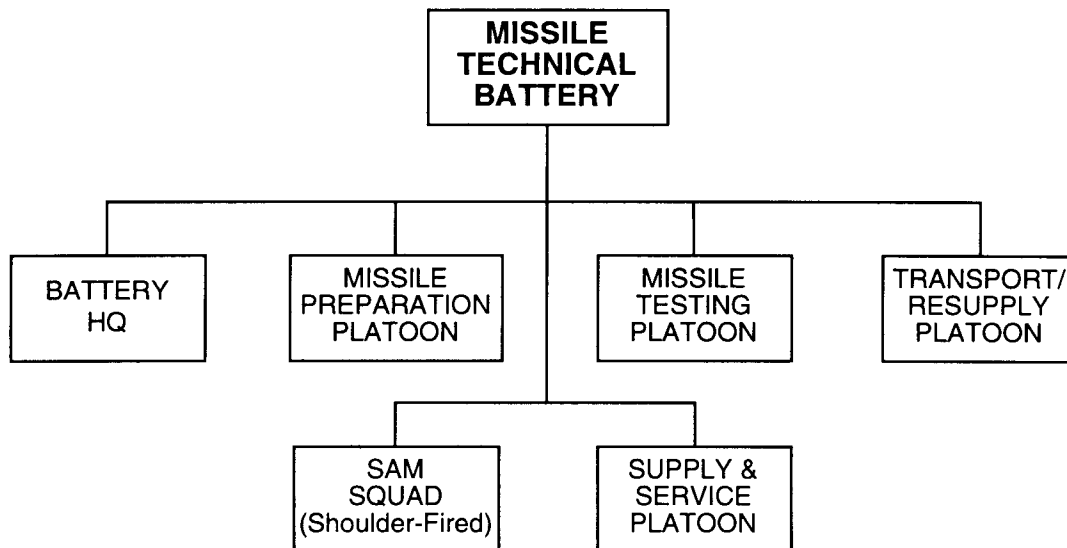 MISSILE
TECHNICAL
BATTERY
BATTERY
HQ
MISSILE
PREPARATION
PLATOON
MISSILE
TESTING
PLATOON
TRANSPORT/
RESUPPLY
PLATOON
SAM
SQUAD
(Shoulder-Fired)
SUPPLY &
SERVICE
PLATOON